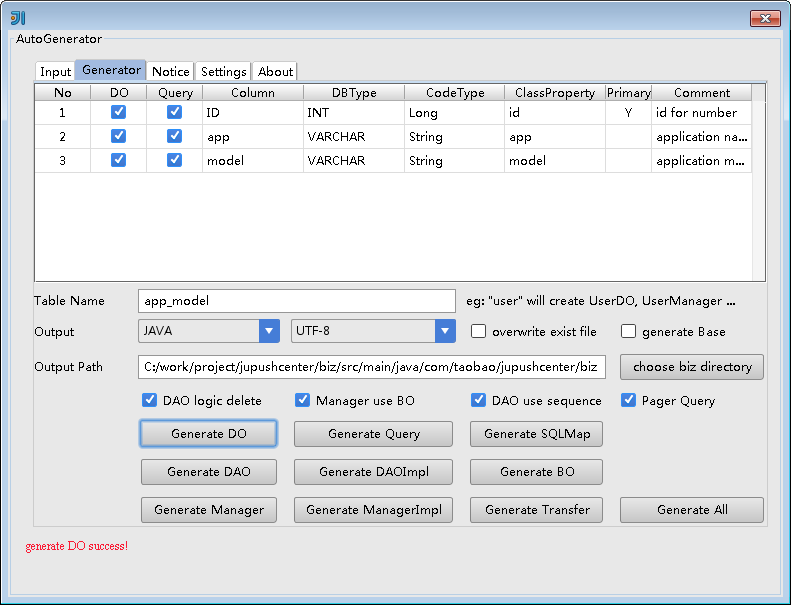 JI
AutoGenerator
Input Generator Notice Settings About
No DO Query Column DBType CodeType ClassProperty Primary Comment
1 ID INT Long id Y id for number
2 app VARCHAR String app application na...
3 model VARCHAR String model application m...
Table Name app_model eg: "user" will create UserDO, UserManager ...
Output JAVA UTF-8 overwrite exist file generate Base
Output Path C:/work/project/jupushcenter/biz/src/main/java/com/taobao/jupushcenter/biz choose biz directory
DAO logic delete Manager use BO DAO use sequence Pager Query
Generate DO Generate Query Generate SQLMap
Generate DAO Generate DAOImpl Generate BO
Generate Manager Generate ManagerImpl Generate Transfer Generate All
generate DO success!